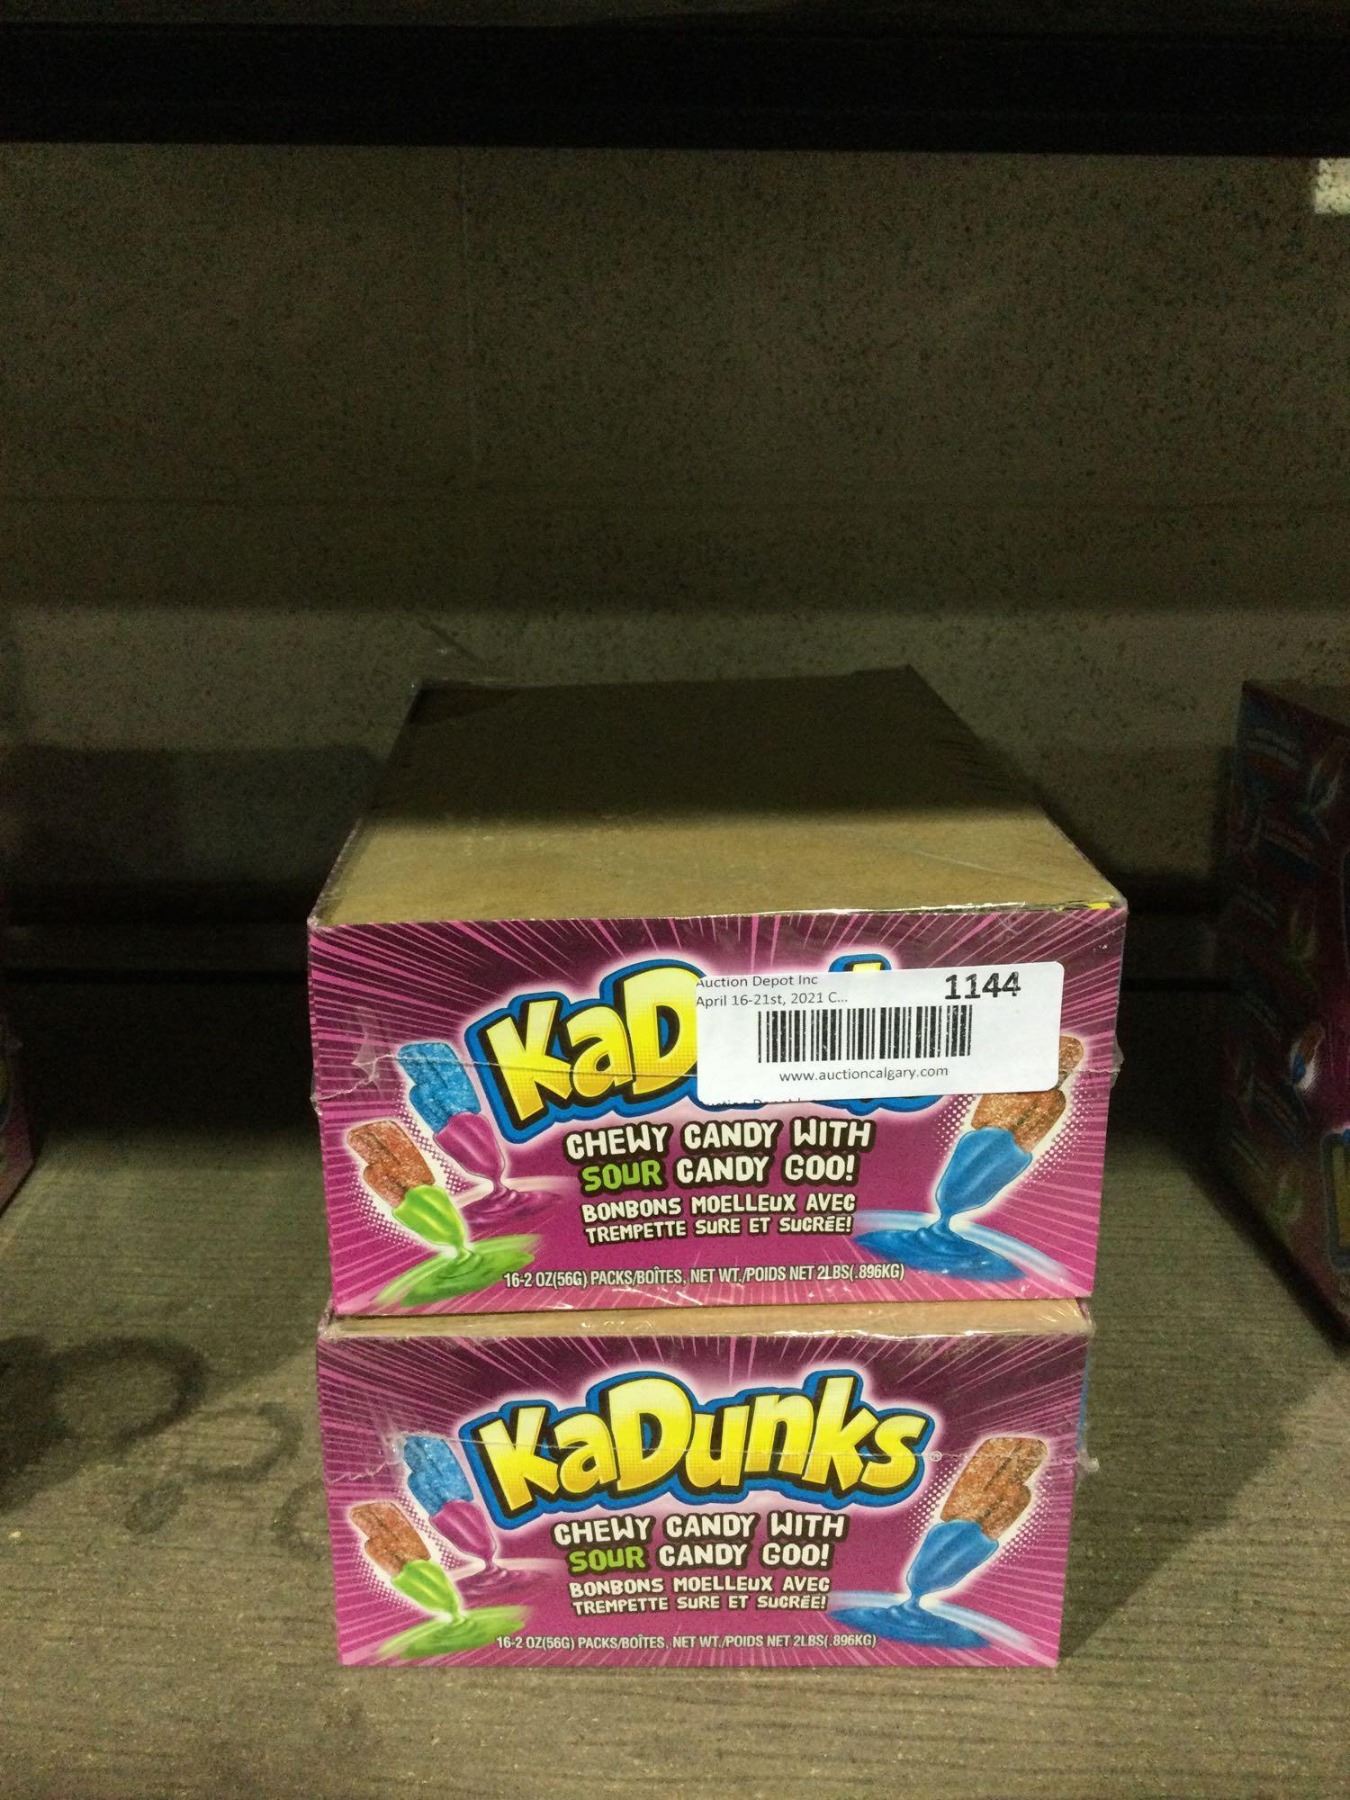 KaD
Auction Depot Inc
April 16-21st, 2021 C...
1144
www.auctioncalgary.com
CHEWY CANDY WITH
SOUR CANDY GOO!
BONBONS MOELLEUX AVEC
TREMPETTE SURE ET SUCRÉE!
16-2 OZ(56G) PACKS/BOÎTES, NET WT./POIDS NET 2LBS(.896KG)
KaDunks
CHEWY CANDY WITH
SOUR CANDY GOO!
BONBONS MOELLEUX AVEC
TREMPETTE SURE ET SUCRÉE!
16-2 OZ(56G) PACKS/BOÎTES, NET WT./POIDS NET 2LBS(.896KG)